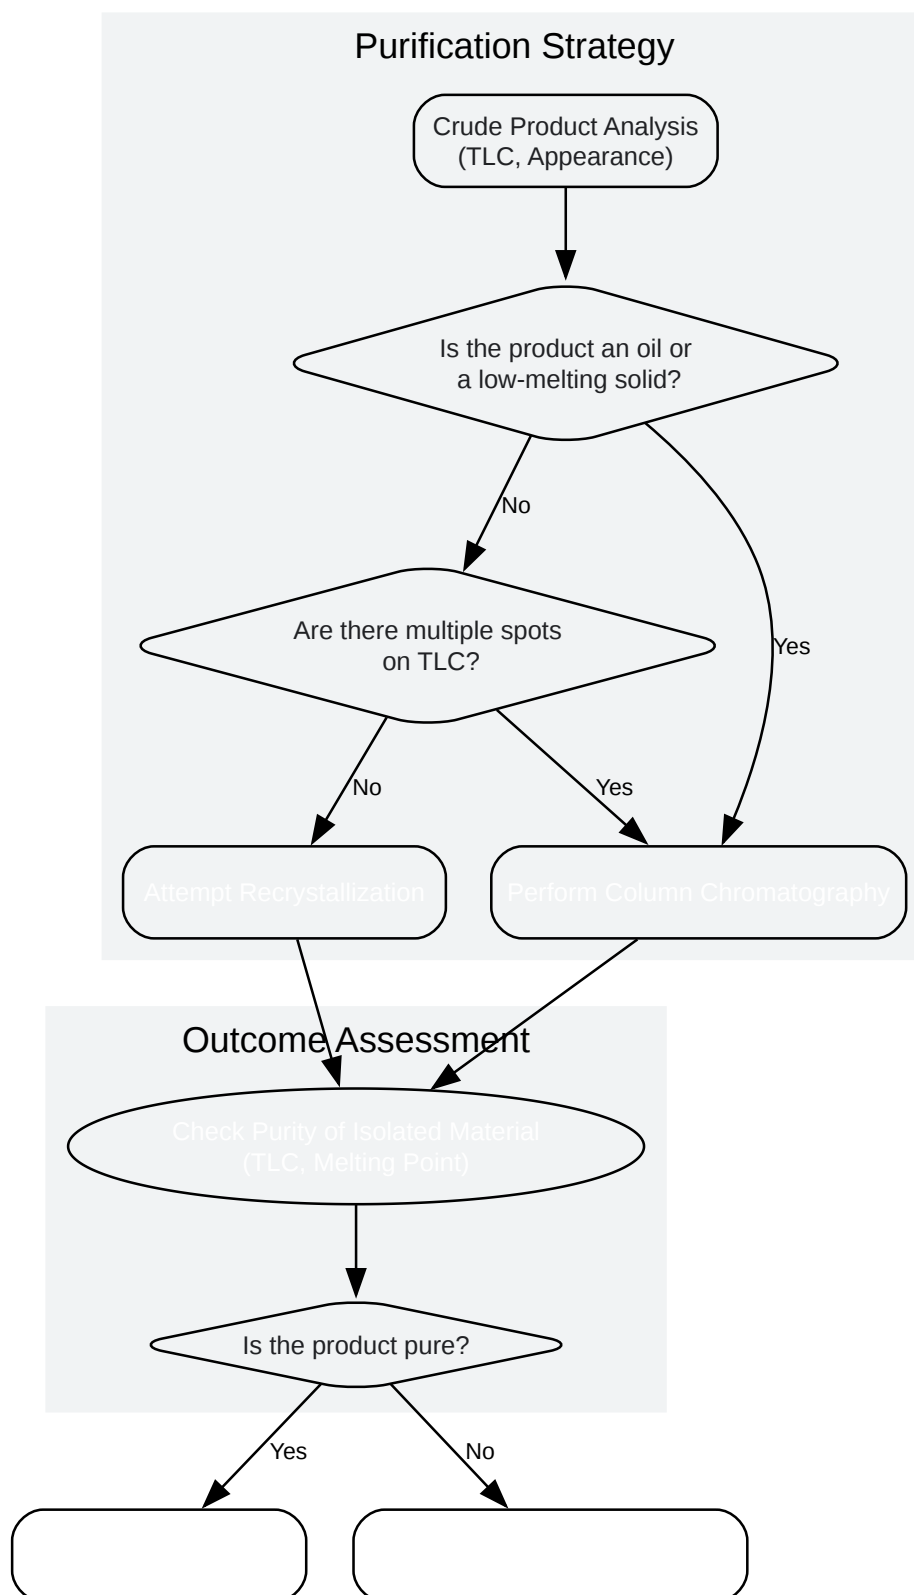 Purification Strategy
Crude Product Analysis
(TLC, Appearance)
Is the product an oil or
a low-melting solid?
No
Are there multiple spots
on TLC?
Yes
No
Yes
Attempt Recrystallization
Perform Column Chromatography
Outcome Assessment
Check Purity of Isolated Material
(TLC, Melting Point)
Is the product pure?
Yes
No